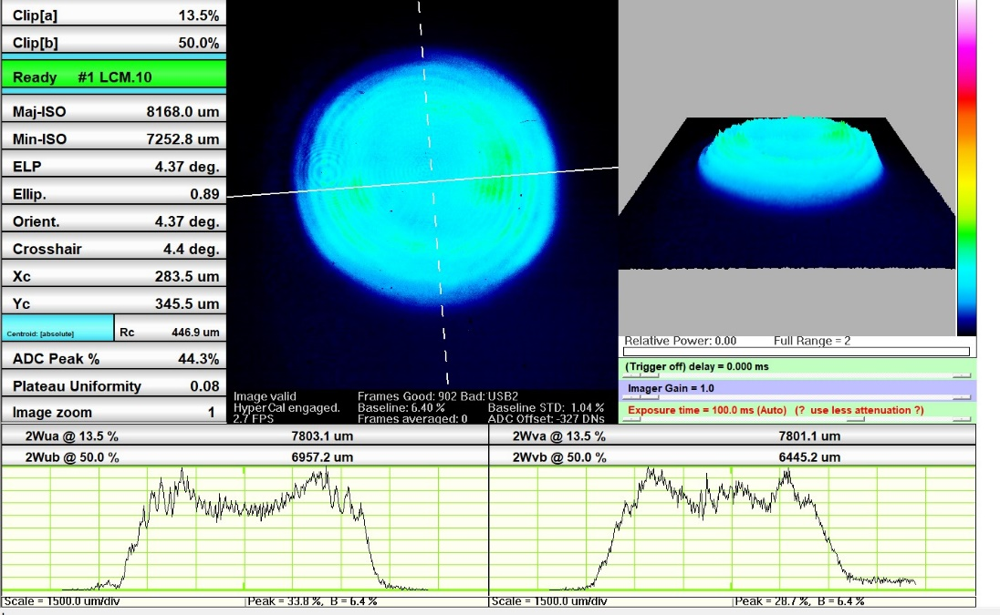 Clip[a] 13.5%
Clip[b] 50.0%
Ready #1 LCM.10
Maj-ISO 8168.0 um
Min-ISO 7252.8 um
ELP 4.37 deg.
Ellip. 0.89
Orient. 4.37 deg.
Crosshair 4.4 deg.
Xc 283.5 um
Yc 345.5 um
Centroid: [absolute] Rc 446.9 um
ADC Peak % 44.3%
Plateau Uniformity 0.08
Image zoom 1
Image valid Frames Good: 902 Bad: USB2
HyperCal engaged. Baseline: 6.40 % Baseline STD: 1.04 %
2.7 FPS Frames averaged: 0 ADC Offset: -327 DNs
Relative Power: 0.00 Full Range = 2
(Trigger off) delay = 0.000 ms
Imager Gain = 1.0
Exposure time = 100.0 ms (Auto) (? use less attenuation ?)
2Wua @ 13.5 % 7803.1 um
2Wub @ 50.0 % 6957.2 um
2Wva @ 13.5 % 7801.1 um
2Wvb @ 50.0 % 6445.2 um
Scale = 1500.0 um/div Peak = 33.8 %, B = 6.4 %
Scale = 1500.0 um/div Peak = 28.7 %, B = 6.4 %